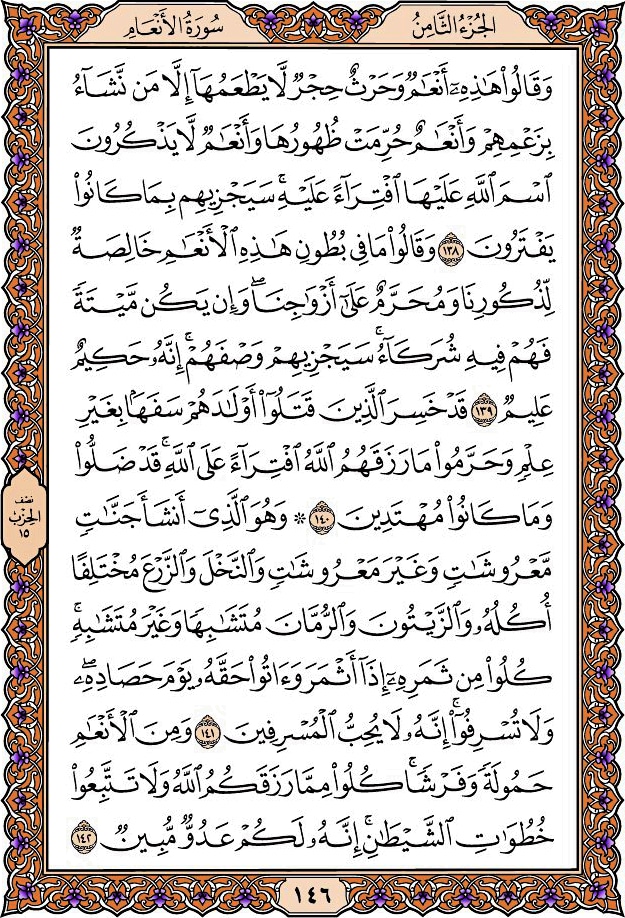 الجُزْءُ الثَّامِنُ
سُورَةُ الأَنْعَامِ
وَقَالُوا۟ هَٰذِهِۦٓ أَنْعَٰمٌ وَحَرْثٌ حِجْرٌ لَّا يَطْعَمُهَآ إِلَّا مَن نَّشَآءُ
بِزَعْمِهِمْ وَأَنْعَٰمٌ حُرِّمَتْ ظُهُورُهَا وَأَنْعَٰمٌ لَّا يَذْكُرُونَ
ٱسْمَ ٱللَّهِ عَلَيْهَا ٱفْتِرَآءً عَلَيْهِ ۚ سَيَجْزِيهِم بِمَا كَانُوا۟
يَفْتَرُونَ ١٣٨ وَقَالُوا۟ مَا فِى بُطُونِ هَٰذِهِ ٱلْأَنْعَٰمِ خَالِصَةٌ
لِّذُكُورِنَا وَمُحَرَّمٌ عَلَىٰٓ أَزْوَٰجِنَا ۖ وَإِن يَكُن مَّيْتَةً
فَهُمْ فِيهِ شُرَكَآءُ ۚ سَيَجْزِيهِمْ وَصْفَهُمْ ۚ إِنَّهُۥ حَكِيمٌ
عَلِيمٌ ١٣٩ قَدْ خَسِرَ ٱلَّذِينَ قَتَلُوٓا۟ أَوْلَٰدَهُمْ سَفَهًۢا بِغَيْرِ
عِلْمٍ وَحَرَّمُوا۟ مَا رَزَقَهُمُ ٱللَّهُ ٱفْتِرَآءً عَلَى ٱللَّهِ ۚ قَدْ ضَلُّوا۟
وَمَا كَانُوا۟ مُهْتَدِينَ ١٤٠ ۞ وَهُوَ ٱلَّذِىٓ أَنشَأَ جَنَّٰتٍ
مَّعْرُوشَٰتٍ وَغَيْرَ مَعْرُوشَٰتٍ وَٱلنَّخْلَ وَٱلزَّرْعَ مُخْتَلِفًا
أُكُلُهُۥ وَٱلزَّيْتُونَ وَٱلرُّمَّانَ مُتَشَٰبِهًا وَغَيْرَ مُتَشَٰبِهٍ ۚ
كُلُوا۟ مِن ثَمَرِهِۦٓ إِذَآ أَثْمَرَ وَءَاتُوا۟ حَقَّهُۥ يَوْمَ حَصَادِهِۦ ۖ
وَلَا تُسْرِفُوٓا۟ ۚ إِنَّهُۥ لَا يُحِبُّ ٱلْمُسْرِفِينَ ١٤١ وَمِنَ ٱلْأَنْعَٰمِ
حَمُولَةً وَفَرْشًا ۚ كُلُوا۟ مِمَّا رَزَقَكُمُ ٱللَّهُ وَلَا تَتَّبِعُوا۟
خُطُوَٰتِ ٱلشَّيْطَٰنِ ۚ إِنَّهُۥ لَكُمْ عَدُوٌّ مُّبِينٌ ١٤٢
نصف
الحزب
١٥
١٤٦